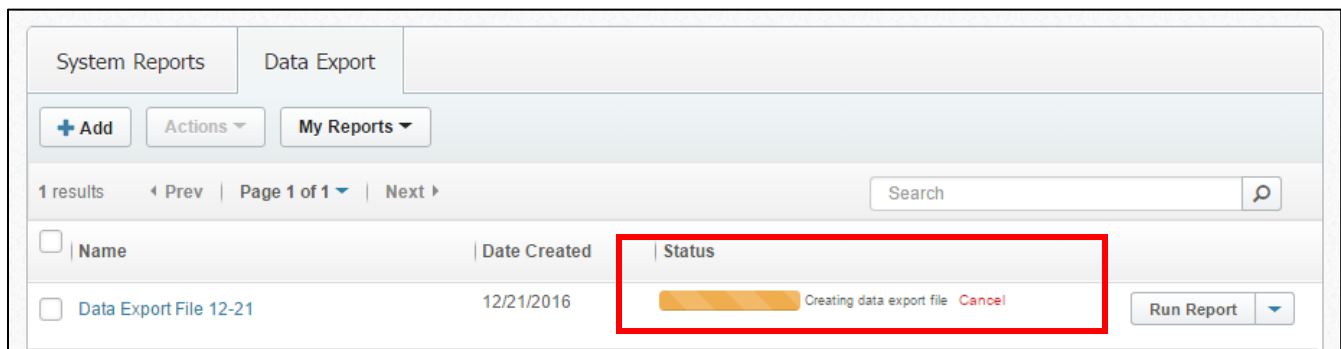 System Reports Data Export
Add Actions My Reports
1 results Prev | Page 1 of 1 | Next Search
Name Date Created Status
Data Export File 12-21 12/21/2016 Creating data export file Cancel Run Report